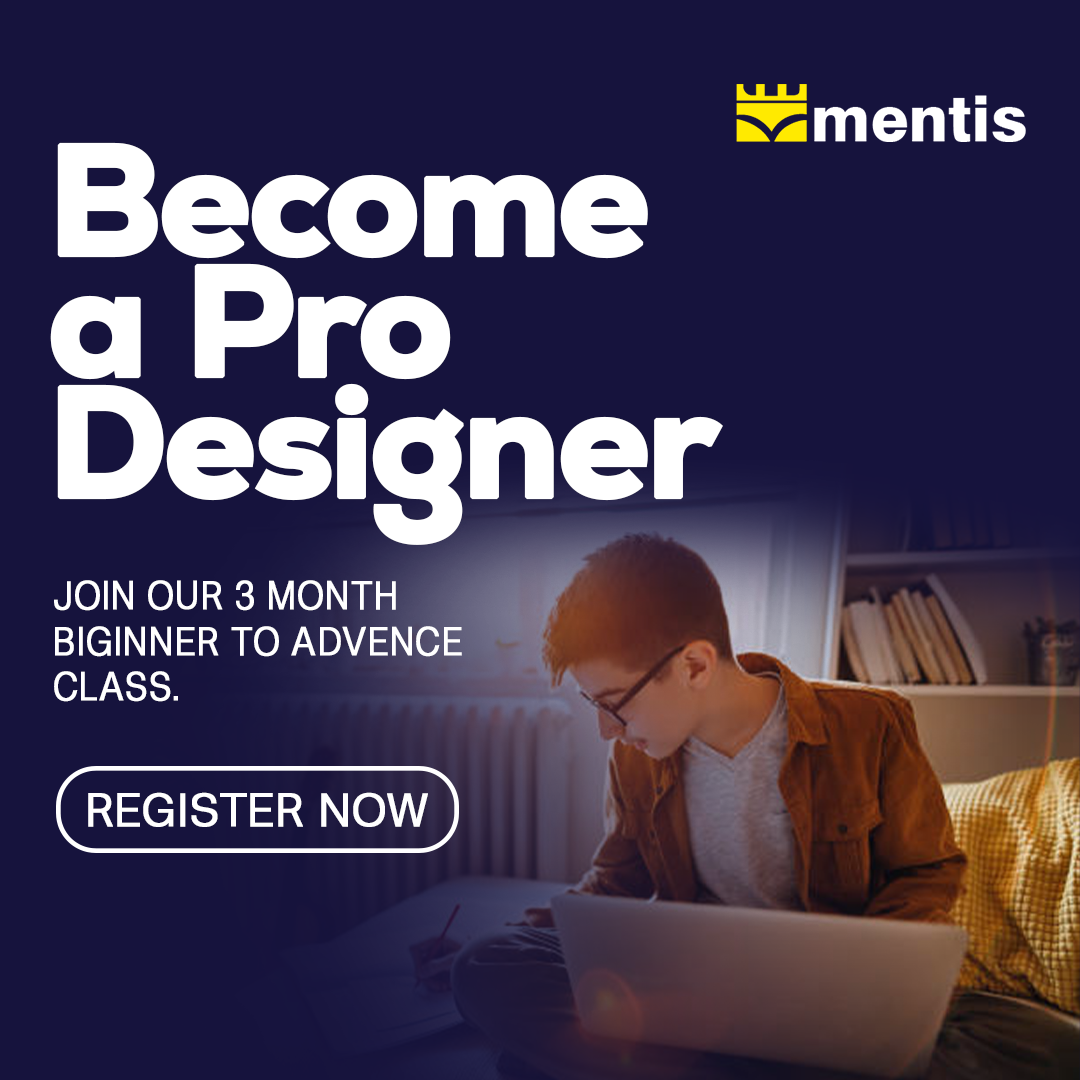 mentis
Become
a Pro
Designer
JOIN OUR 3 MONTH
BIGINNER TO ADVENCE
CLASS.
REGISTER NOW